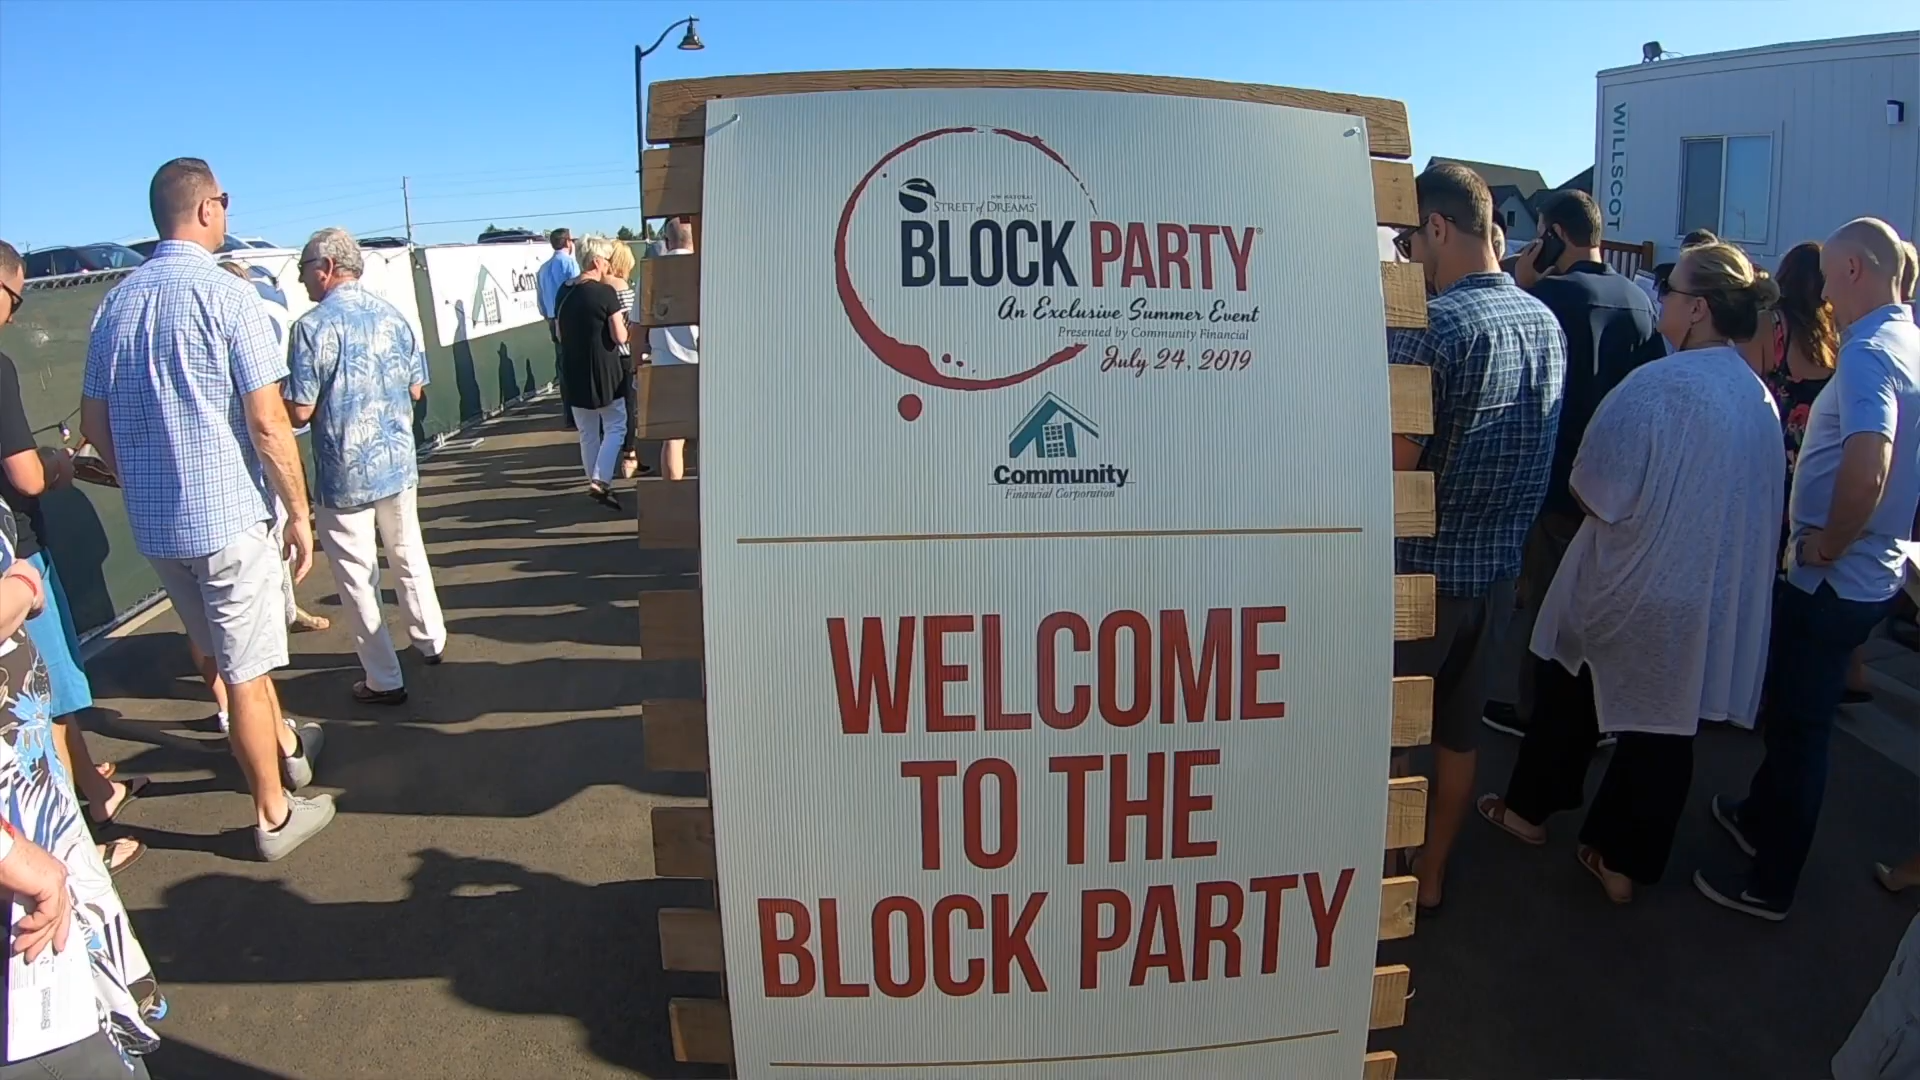 NW NATURAL
STREET of DREAMS
BLOCK PARTY®
An Exclusive Summer Event
Presented by Community Financial
July 24, 2019
Community
Financial Corporation
WELCOME
TO THE
BLOCK PARTY
WILLSCOT